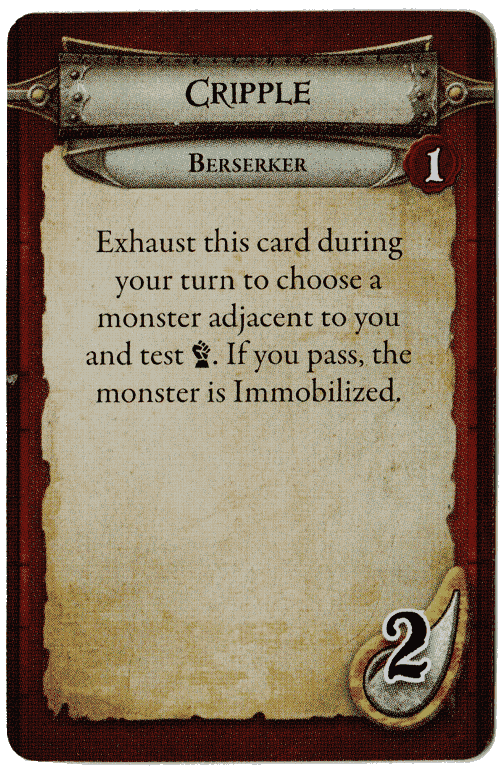 Cripple
Berserker
1
Exhaust this card during
your turn to choose a
monster adjacent to you
and test . If you pass, the
monster is Immobilized.
2